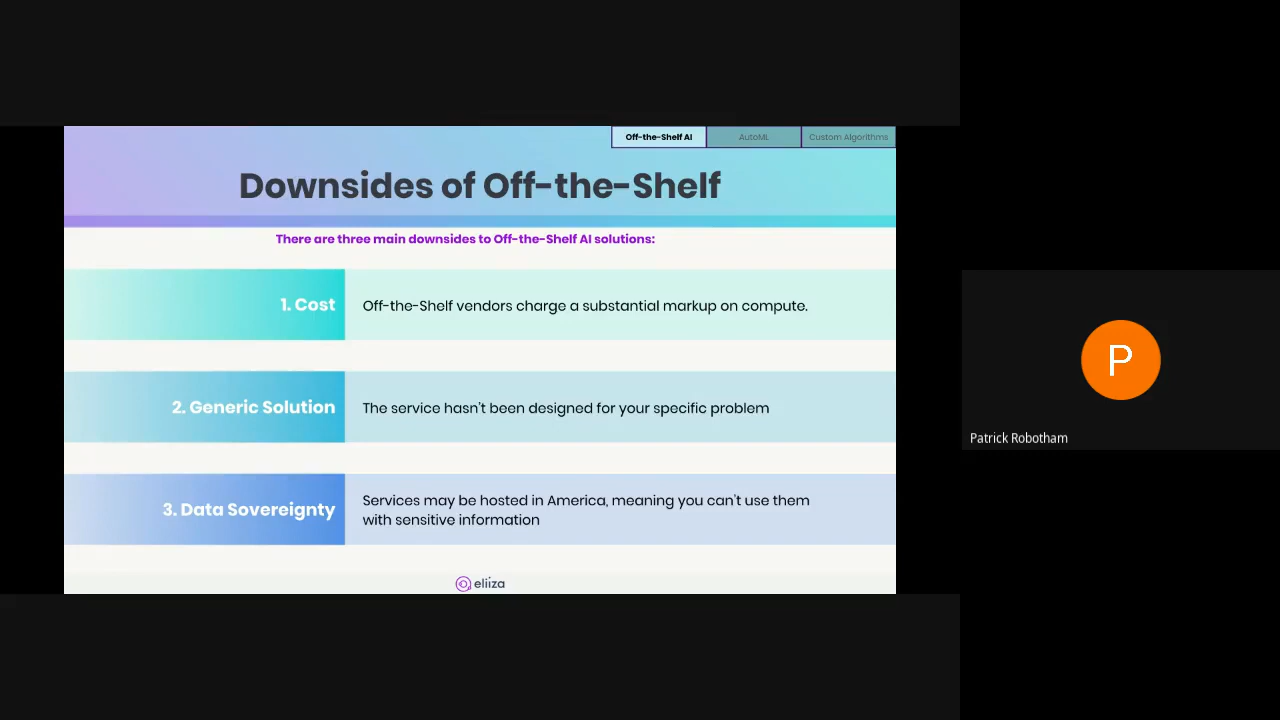 Off-the-Shelf AI
AutoML
Custom Algorithms
Downsides of Off-the-Shelf
There are three main downsides to Off-the-Shelf AI solutions:
1. Cost
Off-the-Shelf vendors charge a substantial markup on compute.
2. Generic Solution
The service hasn't been designed for your specific problem
3. Data Sovereignty
Services may be hosted in America, meaning you can't use them
with sensitive information
eliiza
P
Patrick Robotham